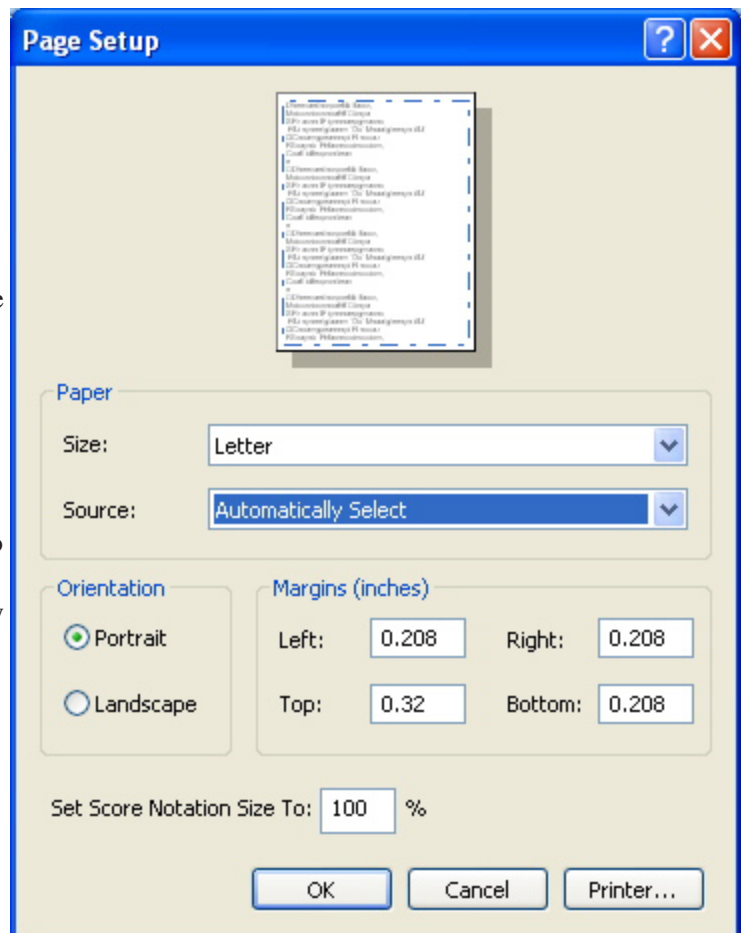 Page Setup
e
Paper
Size: Letter
Source: Automatically Select
o
Orientation
Margins (inches)
y
Portrait
Left: 0.208 Right: 0.208
Landscape
Top: 0.32 Bottom: 0.208
Set Score Notation Size To: 100 %
OK Cancel Printer...